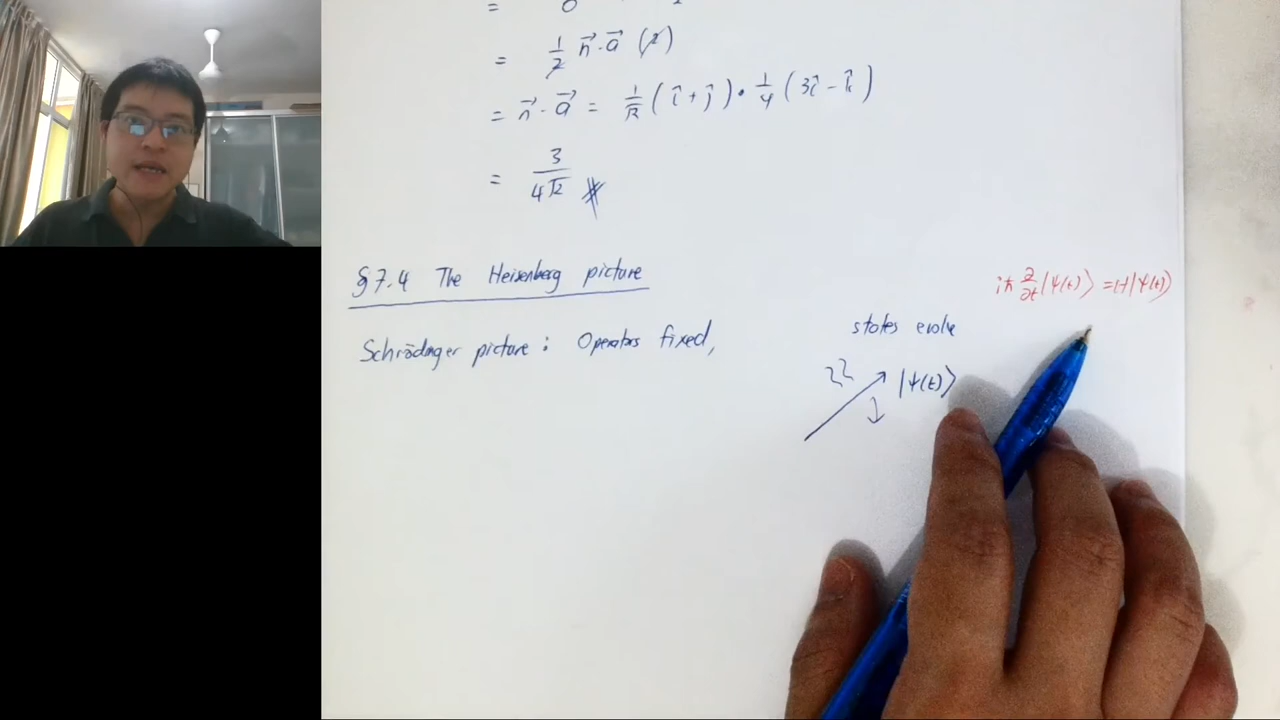 = 0
= 1/2 n⃗·a⃗ (2)
= n⃗·a⃗ = 1/√2 (î + ĵ) • 1/4 (3î - k̂)
= 3/4√2
§7.4 The Heisenberg picture
iħ ∂/∂t |ψ(t)⟩ = H|ψ(t)⟩
Schrödinger picture: Operators fixed, states evolve
|ψ(t)⟩